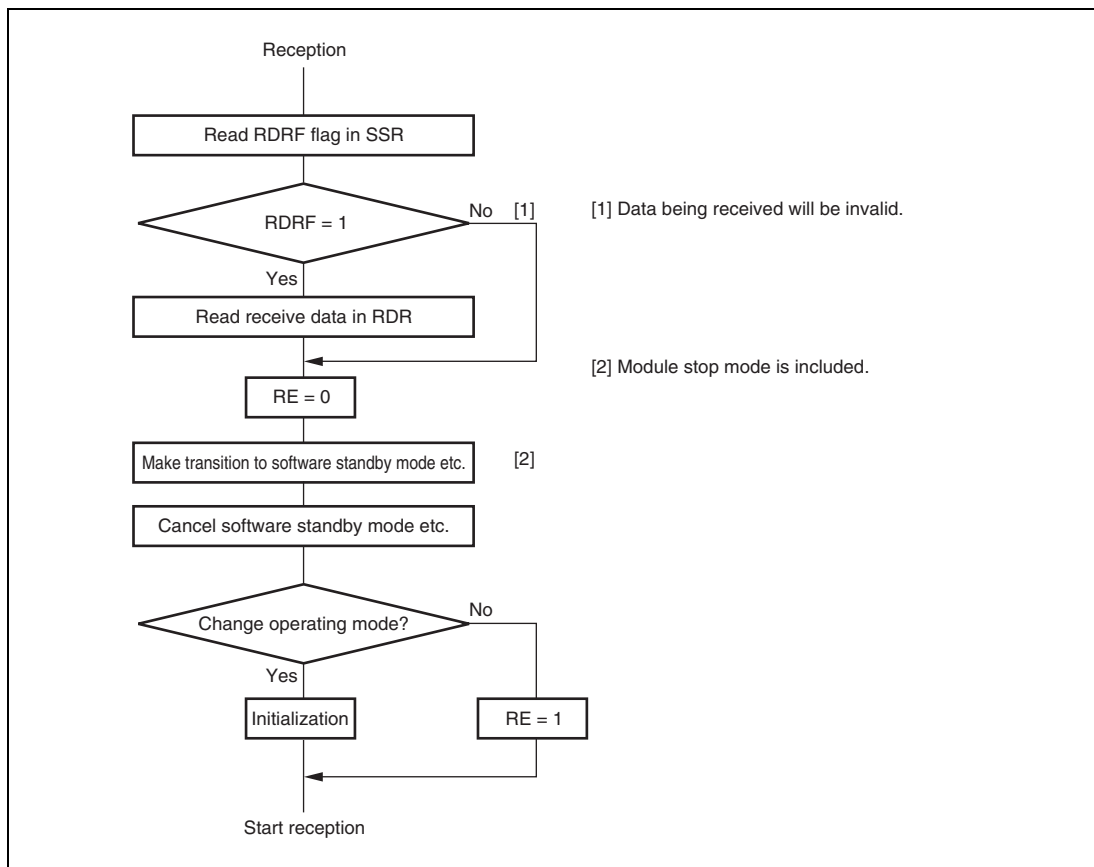 Reception
Read RDRF flag in SSR
RDRF = 1
No [1]
[1] Data being received will be invalid.
Yes
Read receive data in RDR
[2] Module stop mode is included.
RE = 0
Make transition to software standby mode etc. [2]
Cancel software standby mode etc.
Change operating mode?
No
Yes
Initialization
RE = 1
Start reception